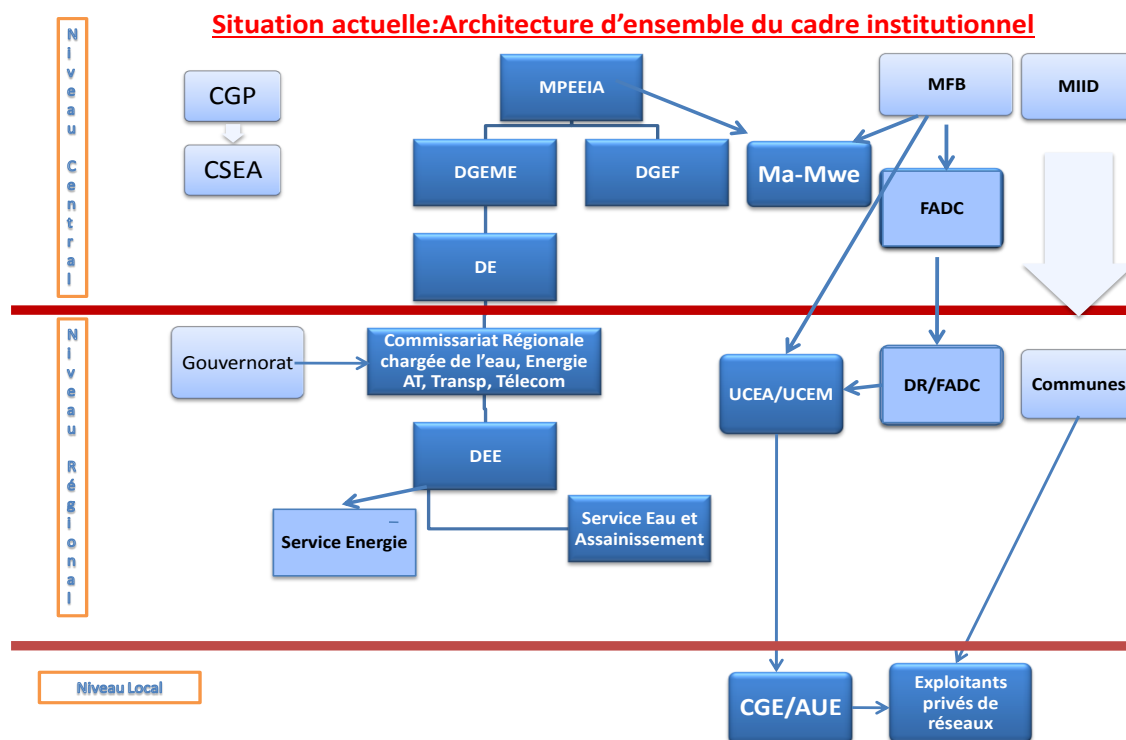 Situation actuelle:Architecture d’ensemble du cadre institutionnel
Niveau Central
CGP
MPEEIA
MFB
MIID
CSEA
DGEME
DGEF
Ma-Mwe
FADC
DE
Niveau Régional
Gouvernorat
Commissariat Régionale
chargée de l’eau, Energie
AT, Transp, Télecom
UCEA/UCEM
DR/FADC
Communes
DEE
Service Energie
Service Eau et
Assainissement
Niveau Local
CGE/AUE
Exploitants
privés de
réseaux